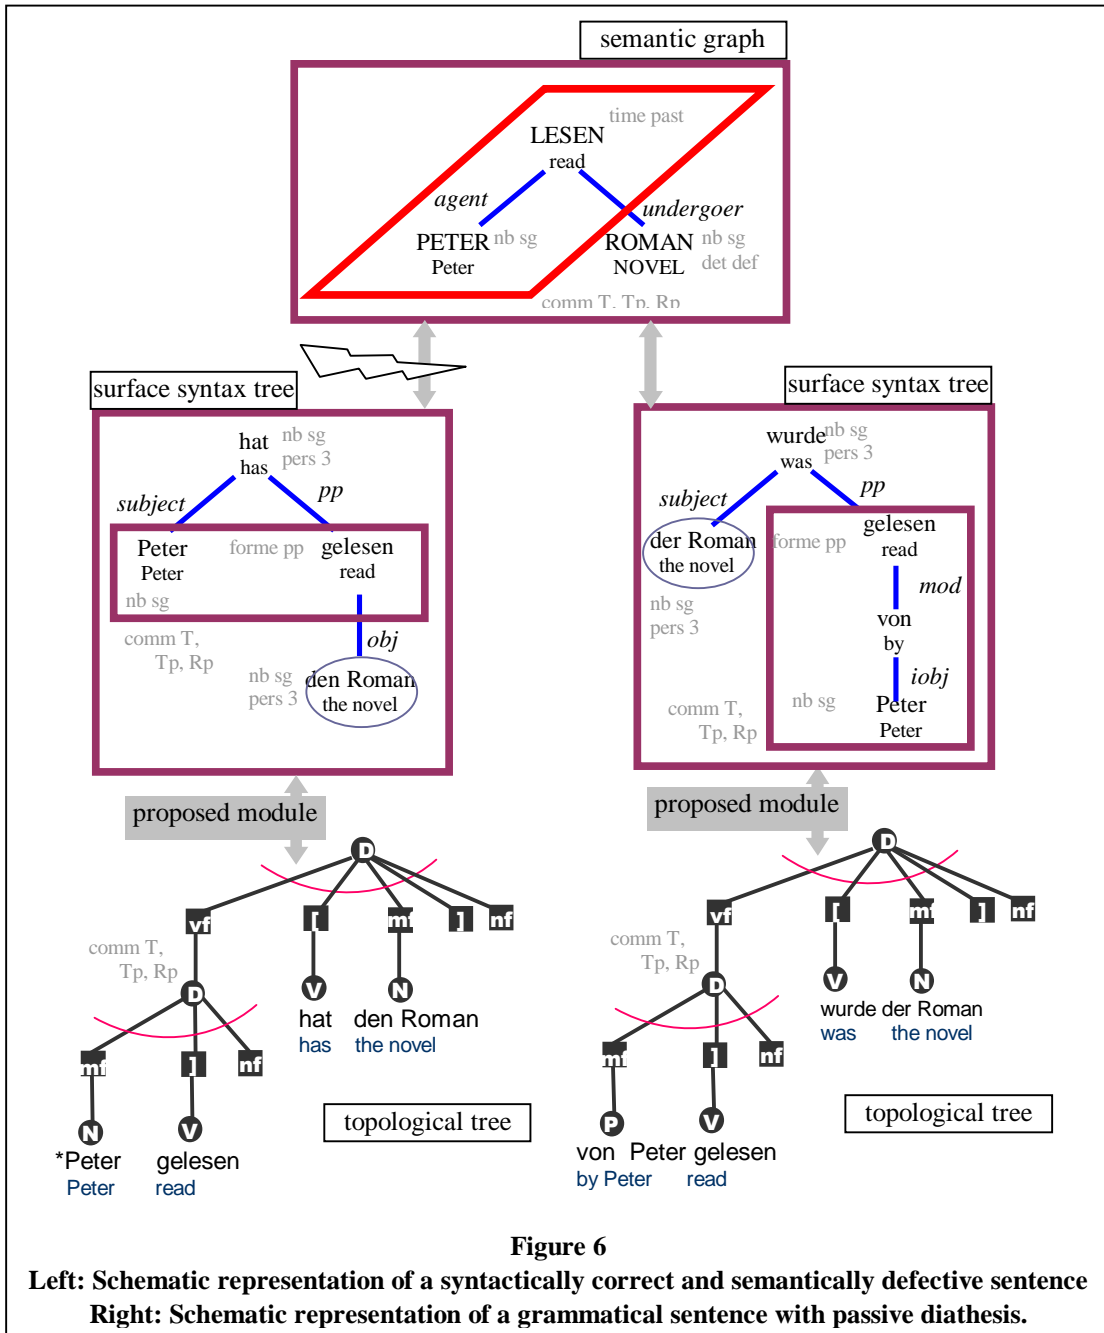 semantic graph
time past
LESEN
read
agent
undergoer
PETER nb sg
Peter
ROMAN nb sg
NOVEL det def
comm T, Tp, Rp
surface syntax tree
hat nb sg
has pers 3
subject
pp
Peter
Peter
forme pp gelesen
read
nb sg
comm T,
Tp, Rp
obj
nb sg
pers 3
den Roman
the novel
surface syntax tree
wurde nb sg
was pers 3
subject
pp
der Roman
the novel
forme pp
gelesen
read
nb sg
pers 3
mod
von
by
iobj
nb sg
Peter
Peter
comm T,
Tp, Rp
proposed module
D
vf [ mf ] nf
comm T,
Tp, Rp
D
V N
hat den Roman
has the novel
mf ] nf
N V
*Peter gelesen
Peter read
topological tree
proposed module
D
vf [ mf ] nf
comm T,
Tp, Rp
D
V N
wurde der Roman
was the novel
mf ] nf
P V
von Peter gelesen
by Peter read
topological tree
Figure 6
Left: Schematic representation of a syntactically correct and semantically defective sentence
Right: Schematic representation of a grammatical sentence with passive diathesis.